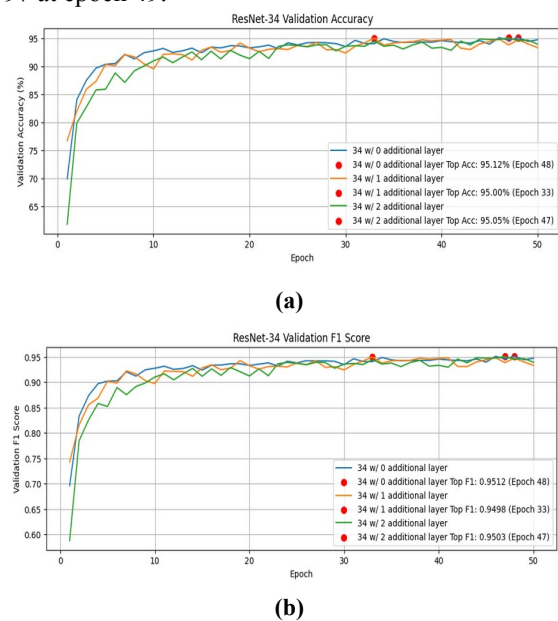 97 at epoch 49.
ResNet-34 Validation Accuracy
Validation Accuracy (%)
95
90
85
80
75
70
65
34 w/ 0 additional layer
34 w/ 0 additional layer Top Acc: 95.12% (Epoch 48)
34 w/ 1 additional layer
34 w/ 1 additional layer Top Acc: 95.00% (Epoch 33)
34 w/ 2 additional layer
34 w/ 2 additional layer Top Acc: 95.05% (Epoch 47)
0 10 20 30 40 50
Epoch
(a)
ResNet-34 Validation F1 Score
Validation F1 Score
0.95
0.90
0.85
0.80
0.75
0.70
0.65
0.60
34 w/ 0 additional layer
34 w/ 0 additional layer Top F1: 0.9512 (Epoch 48)
34 w/ 1 additional layer
34 w/ 1 additional layer Top F1: 0.9498 (Epoch 33)
34 w/ 2 additional layer
34 w/ 2 additional layer Top F1: 0.9503 (Epoch 47)
0 10 20 30 40 50
Epoch
(b)